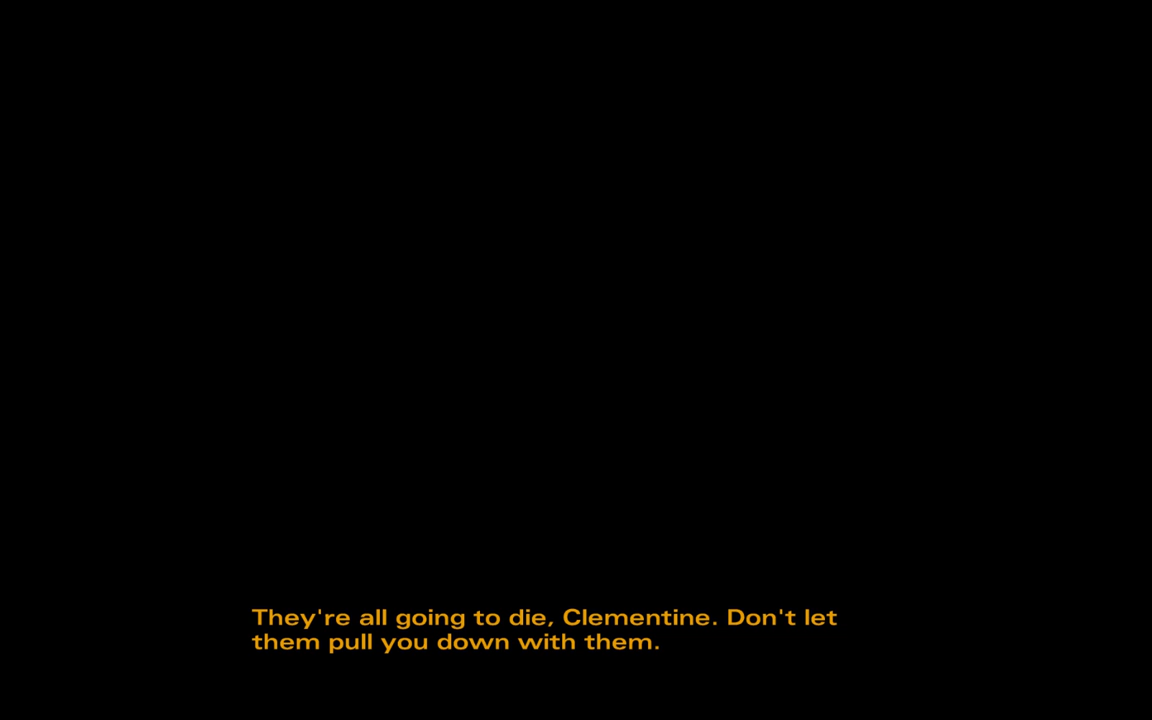 They're all going to die, Clementine. Don't let
them pull you down with them.